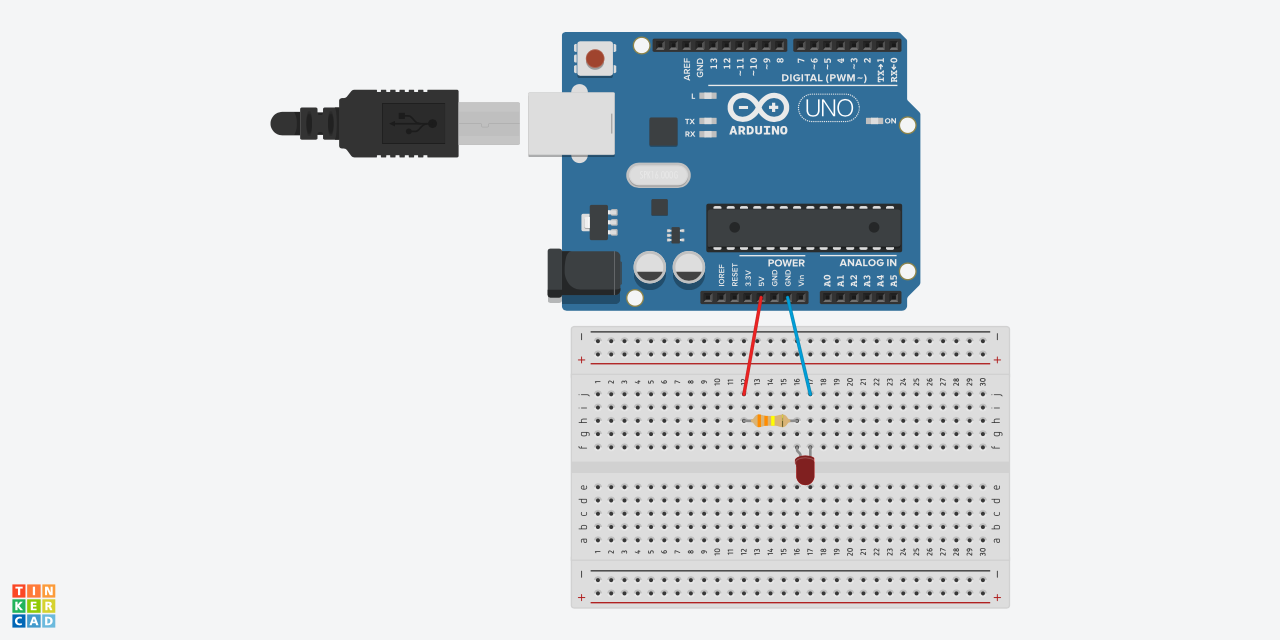 AREF GND 13 12 ~11 ~10 ~9 8 7 ~6 ~5 4 ~3 2 TX→1 RX←0
DIGITAL (PWM~)
L
TX
RX
ARDUINO
UNO
ON
POWER ANALOG IN
IOREF RESET 3.3V 5V GND GND Vin A0 A1 A2 A3 A4 A5
− −
+ +
1 2 3 4 5 6 7 8 9 10 11 12 13 14 15 16 17 18 19 20 21 22 23 24 25 26 27 28 29 30
j j
i i
h h
g g
f f
e e
d d
c c
b b
a a
1 2 3 4 5 6 7 8 9 10 11 12 13 14 15 16 17 18 19 20 21 22 23 24 25 26 27 28 29 30
− −
+ +
TIN
KER
CAD